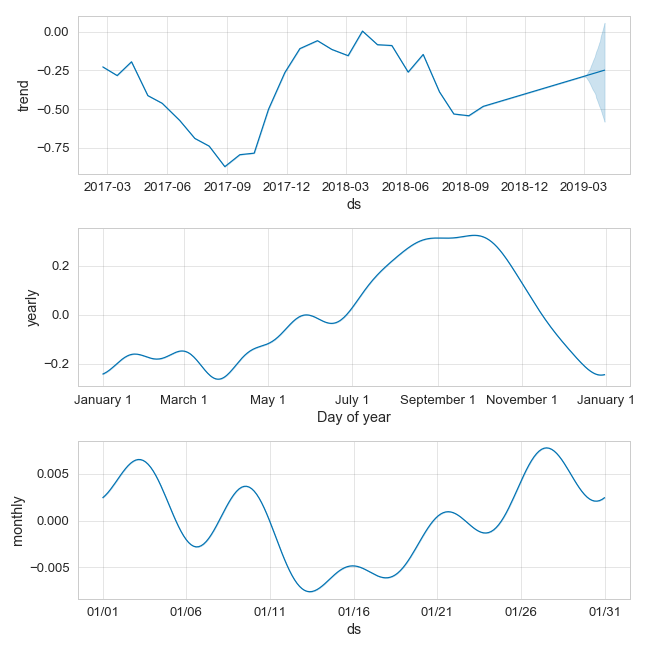 0.00
−0.25
−0.50
−0.75
trend
2017-03 2017-06 2017-09 2017-12 2018-03 2018-06 2018-09 2018-12 2019-03
ds
0.2
0.0
−0.2
yearly
January 1 March 1 May 1 July 1 September 1 November 1 January 1
Day of year
0.005
0.000
−0.005
monthly
01/01 01/06 01/11 01/16 01/21 01/26 01/31
ds